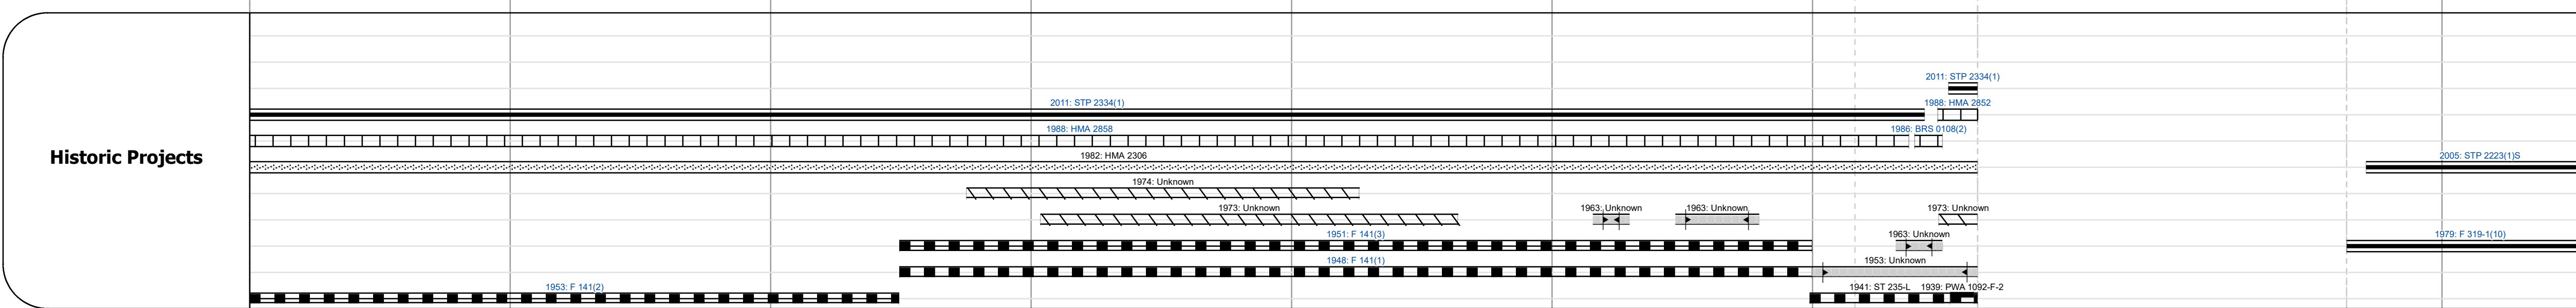 2011: STP 2334(1)
2011: STP 2334(1)
1988: HMA 2852
1988: HMA 2858
1986: BRS 0108(2)
Historic Projects
1982: HMA 2306
2005: STP 2223(1)S
1974: Unknown
1973: Unknown
1963: Unknown
1963: Unknown
1973: Unknown
1951: F 141(3)
1963: Unknown
1979: F 319-1(10)
1948: F 141(1)
1953: Unknown
1953: F 141(2)
1941: ST 235-L
1939: PWA 1092-F-2